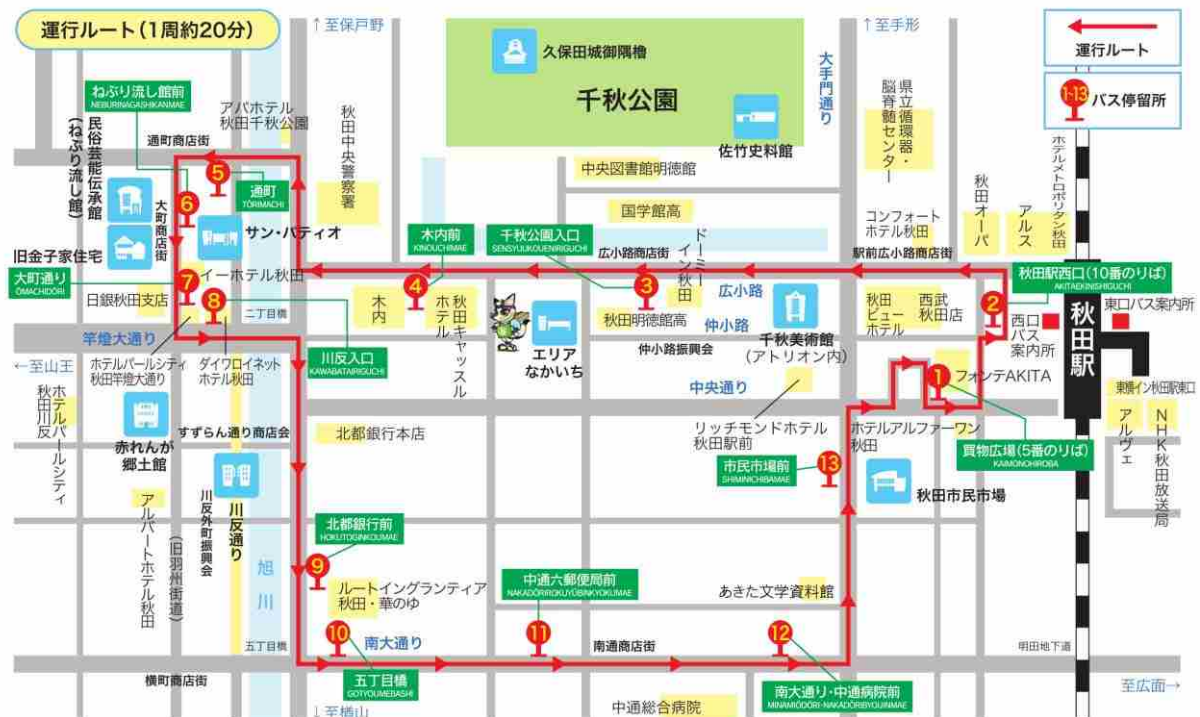 運行ルート(1周約20分)
↑至保戸野
久保田城御隅櫓
千秋公園
佐竹史料館
大手門通り
↑至手形
県立循環器・
脳脊髄センター
運行ルート
1~13
バス停留所
ねぶり流し館前
NEBURINAGASHIKANMAE
アパホテル
秋田千秋公園
通町商店街
秋田中央警察署
中央図書館明徳館
国学館高
ホテルメトロポリタン秋田
民俗芸能伝承館
(ねぶり流し館)
5
通町
TŌRIMACHI
6
大町商店街
サン・パティオ
旧金子家住宅
木内前
KINOUCHIMAE
千秋公園入口
SENSYUUKOUENIRIGUCHI
広小路商店街
ドーミー
イン秋田
コンフォート
ホテル秋田
駅前広小路商店街
秋田オーパ
アルス
大町通り
OMACHIDŌRI
7
イーホテル秋田
日銀秋田支店
8
二丁目橋
4
木内
秋田キャッスル
ホテル
3
広小路
秋田明徳館高
仲小路
千秋美術館
(アトリオン内)
秋田
ビュー
ホテル
西武
秋田店
2
秋田駅西口(10番のりば)
AKITAEKINISHIGUCHI
西口
バス
案内所
東口バス案内所
秋田駅
竿燈大通り
←至山王
ホテルパールシティ
秋田竿燈大通り
ダイワロイネット
ホテル秋田
川反入口
KAWABATAIRIGUCHI
エリア
なかいち
仲小路振興会
中央通り
1
フォンテAKITA
東横イン秋田駅東口
ホテルパールシティ
秋田川反
赤れんが
郷土館
すずらん通り商店会
北都銀行本店
リッチモンドホテル
秋田駅前
ホテルアルファーワン
秋田
買物広場(5番のりば)
KAIMONOHIROBA
アルヴェ
NHK秋田放送局
市民市場前
SHIMINICHIBAMAE
13
秋田市民市場
アルバートホテル秋田
(旧羽州街道)
川反外町振興会
川反通り
旭川
北都銀行前
HOKUTOGINKOUMAE
9
ルートイングランティア
秋田・華のゆ
中通六郵便局前
NAKADŌRIROKUYŪBINKYOKUMAE
あきた文学資料館
五丁目橋
10
南大通り
11
南通商店街
12
明田地下道
横町商店街
五丁目橋
GOTYOUMEBASHI
↓至楢山
中通総合病院
南大通り・中通病院前
MINAMIŌDŌRI・NAKADŌRIBYOUINMAE
至広面→